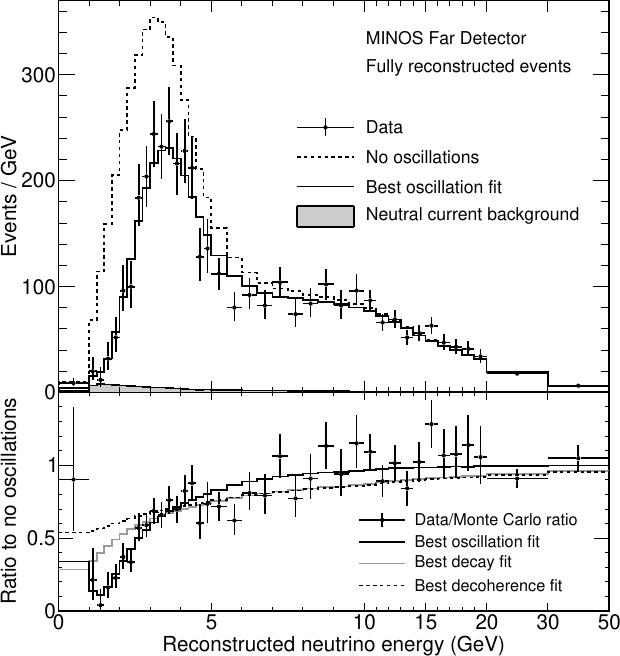 MINOS Far Detector
Fully reconstructed events
Data
No oscillations
Best oscillation fit
Neutral current background
Events / GeV
300
200
100
0
Ratio to no oscillations
1
0.5
0
Data/Monte Carlo ratio
Best oscillation fit
Best decay fit
Best decoherence fit
0 5 10 15 20 30 50
Reconstructed neutrino energy (GeV)